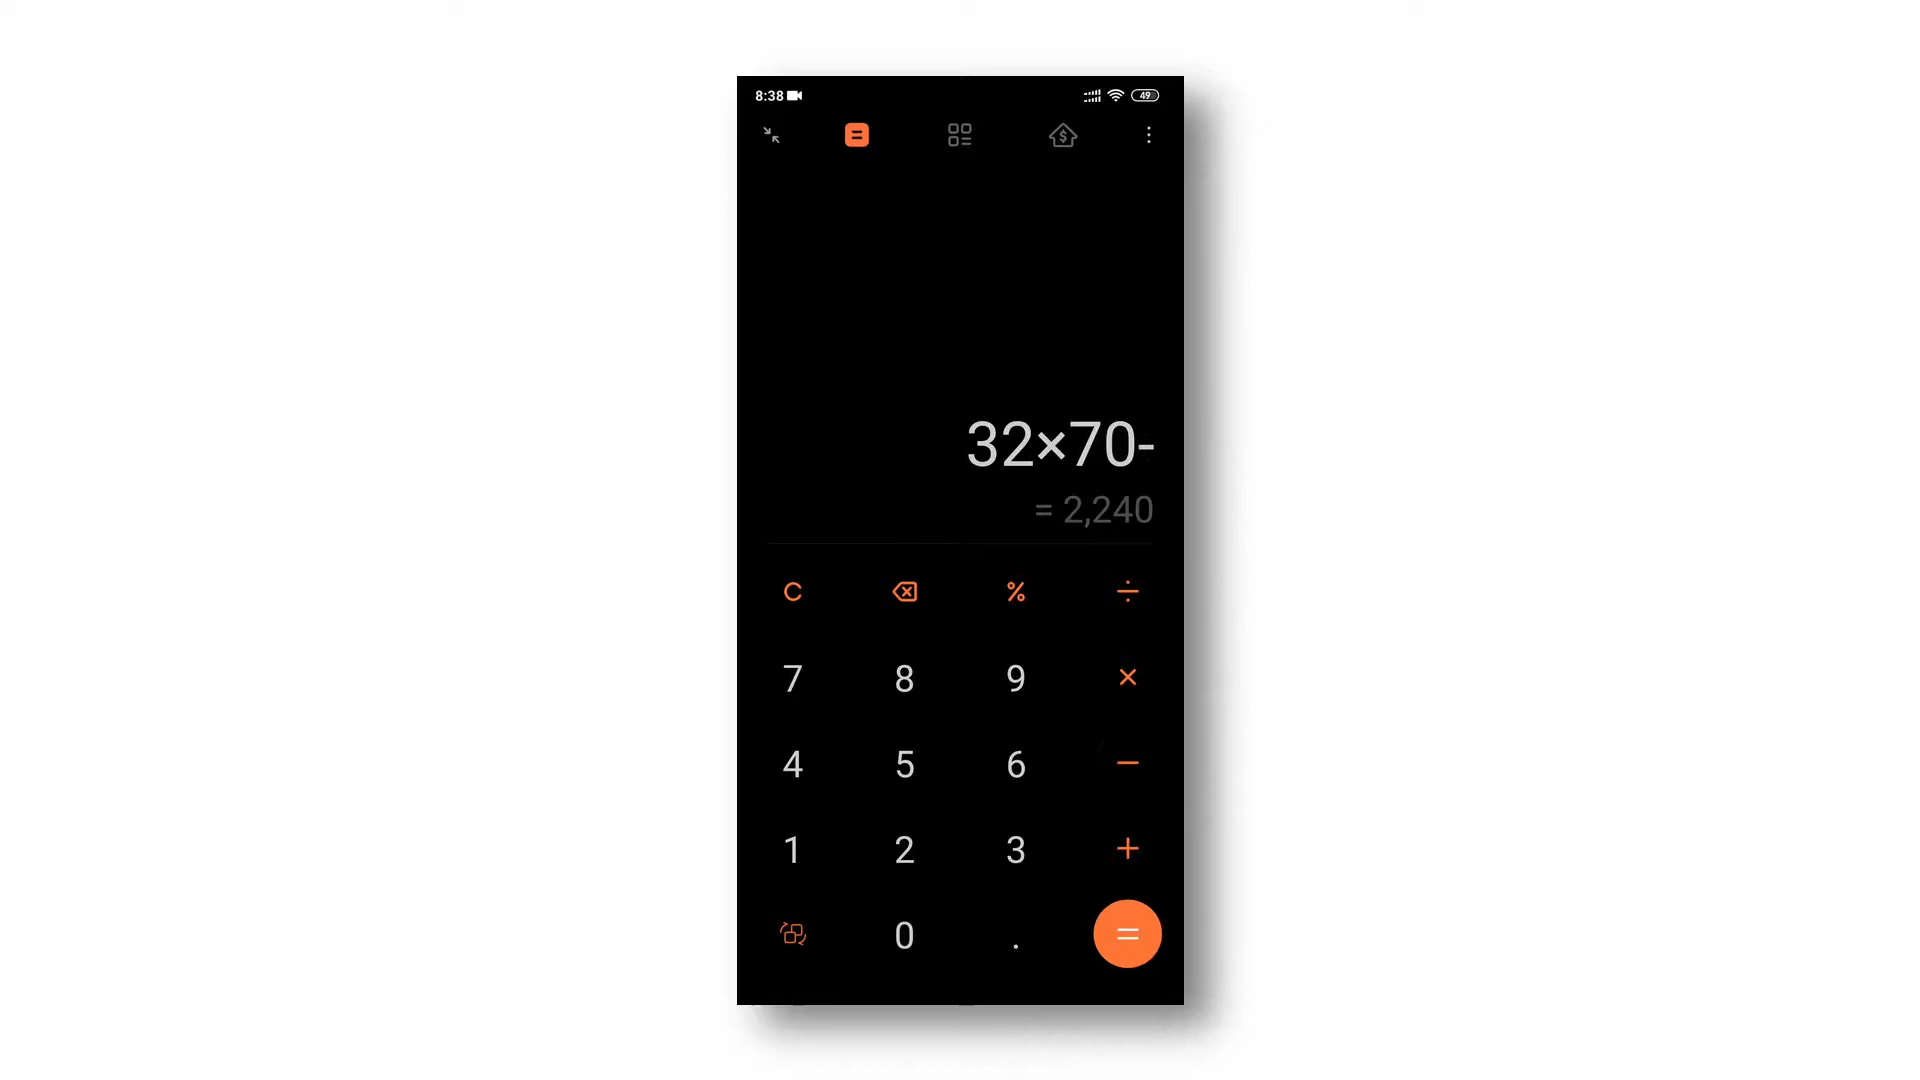 8:38 49
32×70-
= 2,240
C % ÷
7 8 9 ×
4 5 6 −
1 2 3 +
0 . =